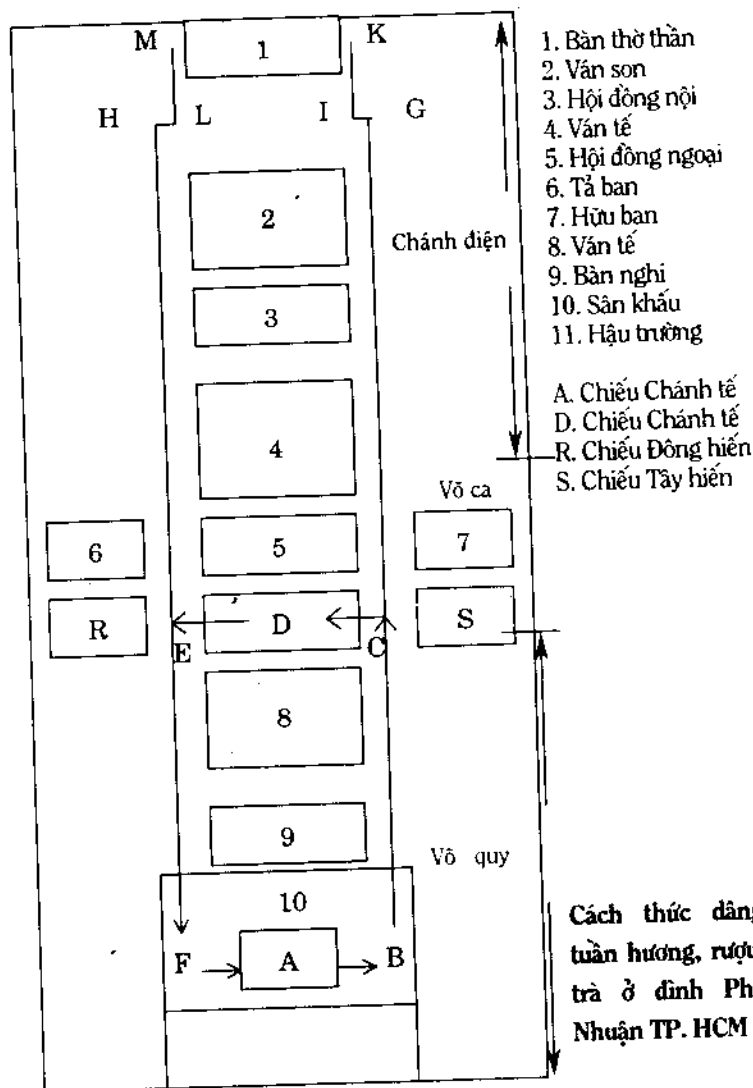 M
K
1
H
L
I
G
2
3
4
5
6
7
R
D
S
E
C
8
9
10
F
A
B
Chánh điện
Võ ca
Võ quy
1. Bàn thờ thần
2. Ván son
3. Hội đồng nội
4. Ván tế
5. Hội đồng ngoại
6. Tả ban
7. Hữu ban
8. Ván tế
9. Bàn nghi
10. Sân khấu
11. Hậu trường
A. Chiếu Chánh tế
D. Chiếu Chánh tế
R. Chiếu Đông hiến
S. Chiếu Tây hiến
Cách thức dâng
tuần hương, rượu
trà ở đình Ph
Nhuận TP. HCM